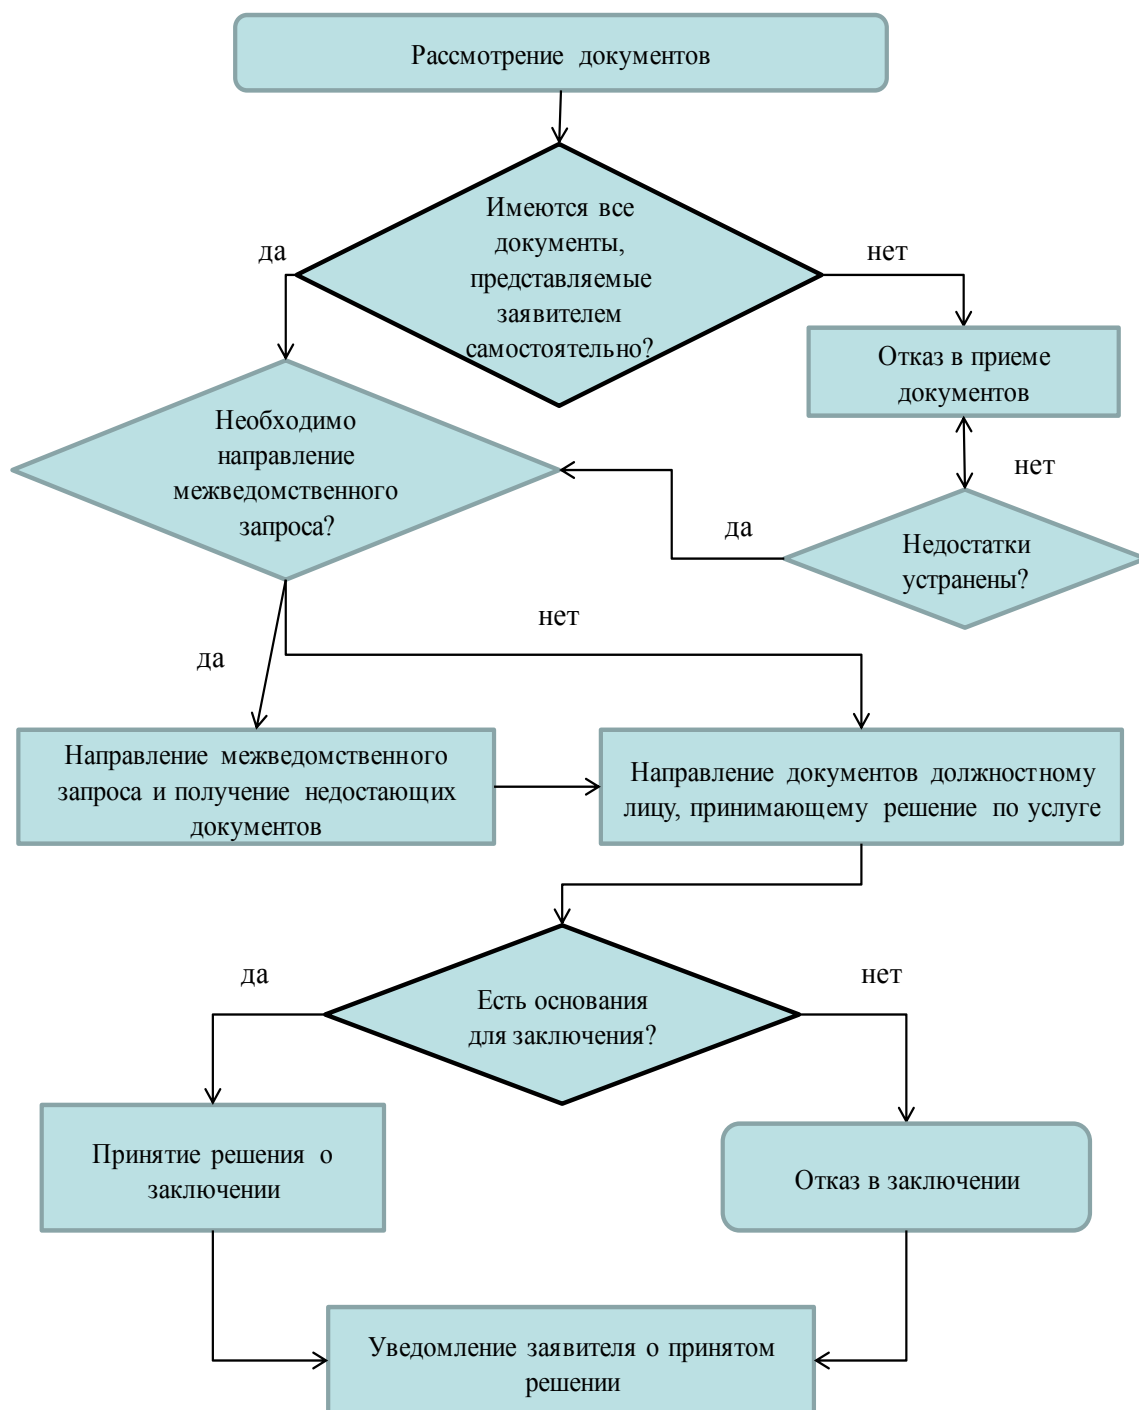 Рассмотрение документов
Имеются все
документы,
представляемые
заявителем
самостоятельно?
да
нет
Отказ в приеме
документов
Необходимо
направление
межведомственного
запроса?
нет
да
Недостатки
устранены?
нет
да
Направление межведомственного
запроса и получение недостающих
документов
Направление документов должностному
лицу, принимающему решение по услуге
да
нет
Есть основания
для заключения?
Принятие решения о
заключении
Отказ в заключении
Уведомление заявителя о принятом
решении